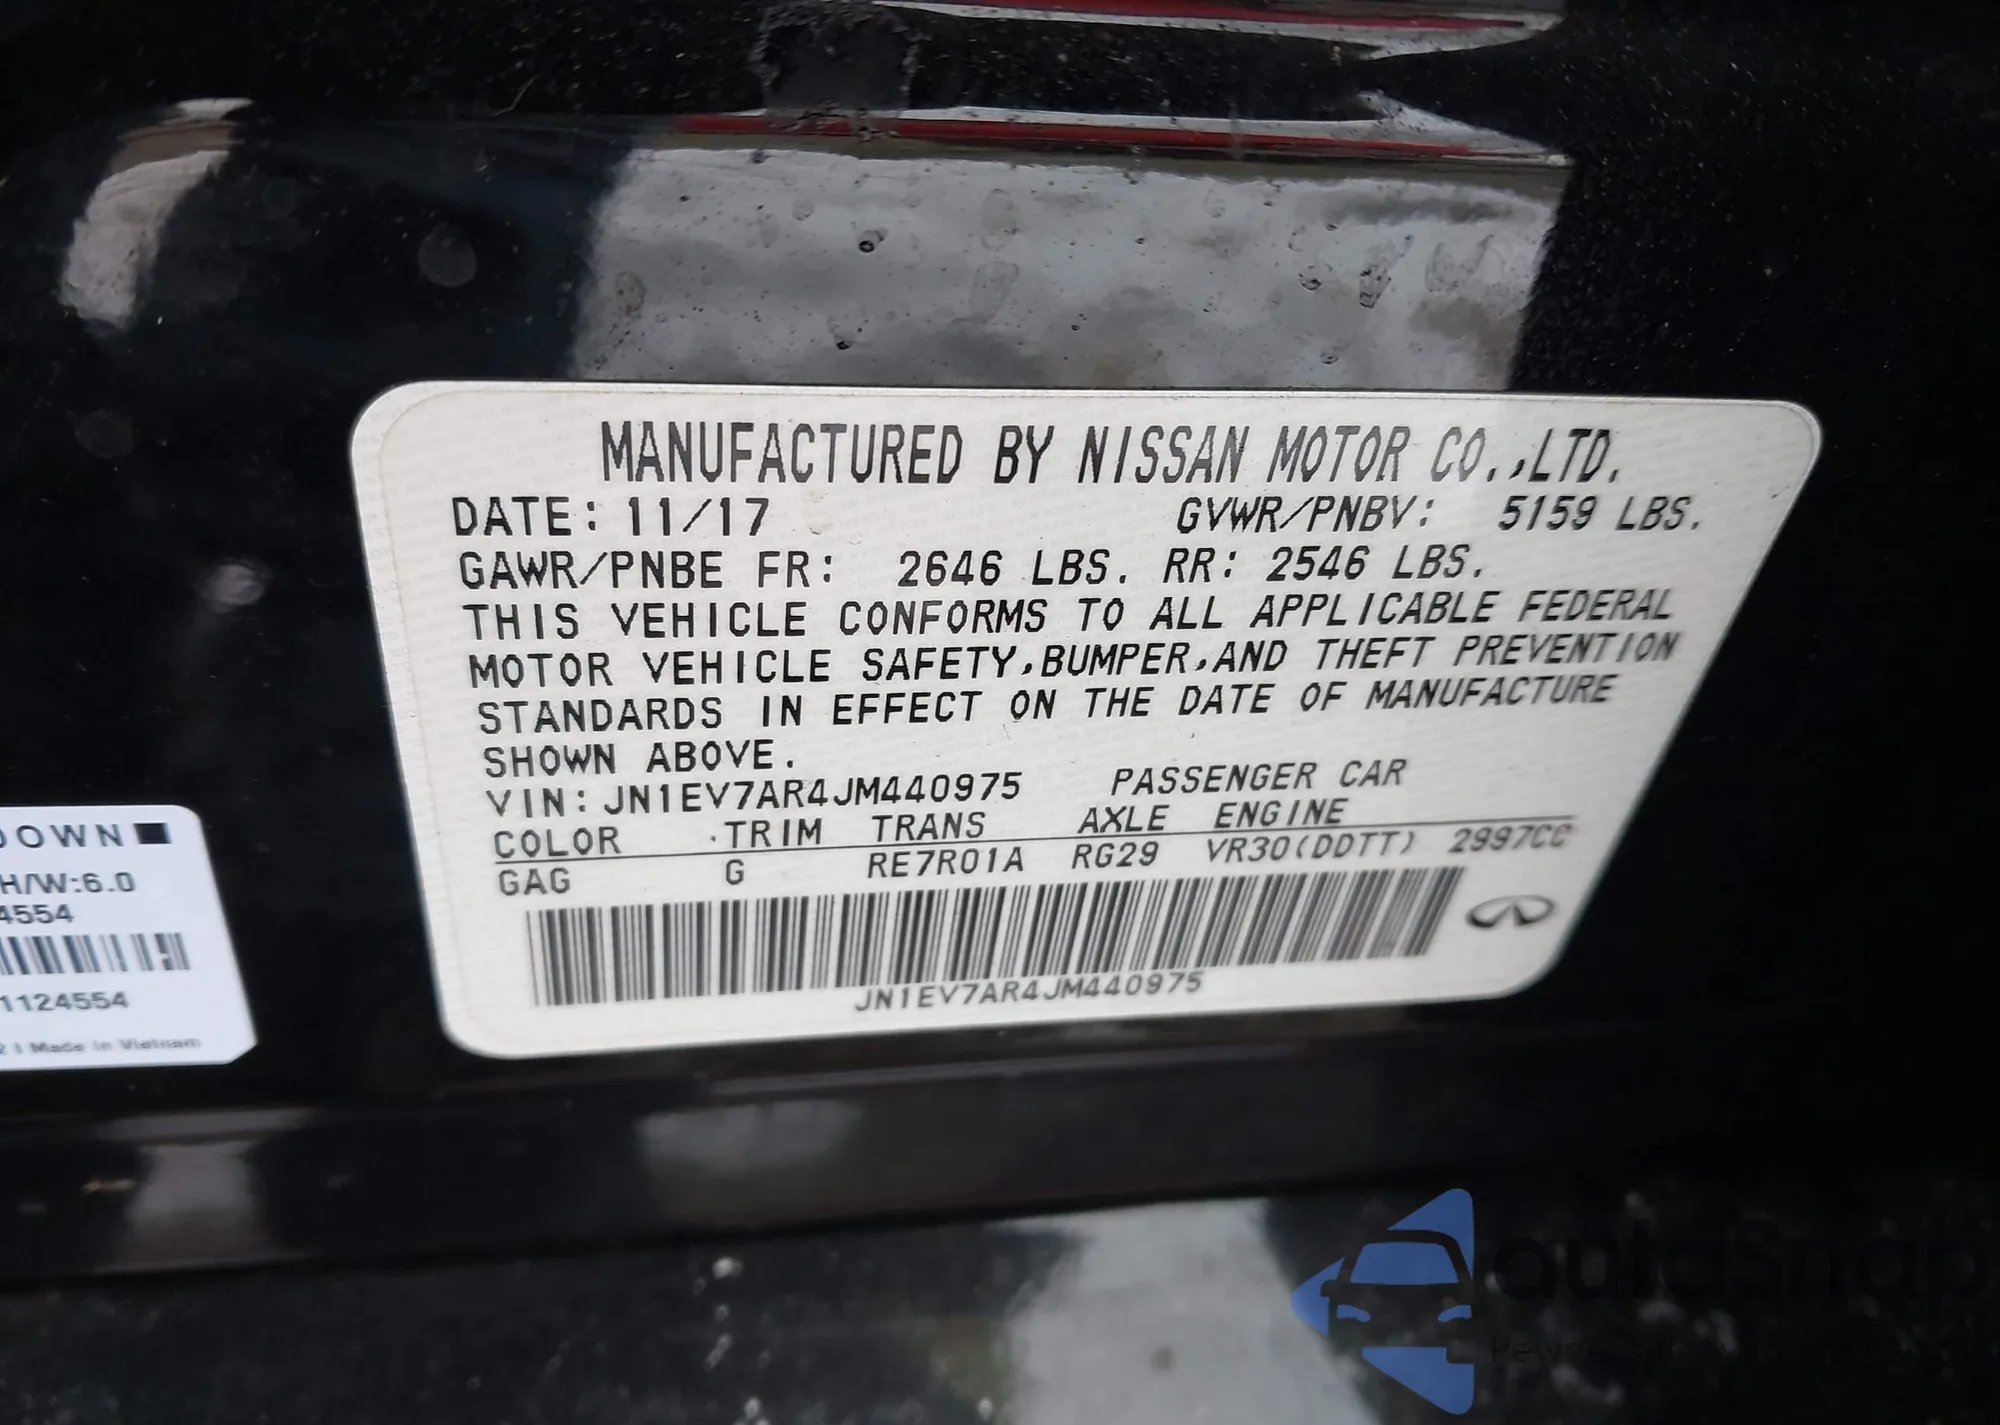 MANUFACTURED BY NISSAN MOTOR CO.,LTD.
DATE: 11/17 GVWR/PNBV: 5159 LBS.
GAWR/PNBE FR: 2646 LBS. RR: 2546 LBS.
THIS VEHICLE CONFORMS TO ALL APPLICABLE FEDERAL
MOTOR VEHICLE SAFETY,BUMPER,AND THEFT PREVENTION
STANDARDS IN EFFECT ON THE DATE OF MANUFACTURE
SHOWN ABOVE.
VIN: JN1EV7AR4JM440975 PASSENGER CAR
COLOR TRIM TRANS AXLE ENGINE
GAG G RE7R01A RG29 VR30(DDTT) 2997CC
JN1EV7AR4JM440975
DOWN
H/W:6.0
4554
1124554
Made in Vietnam
autosnap